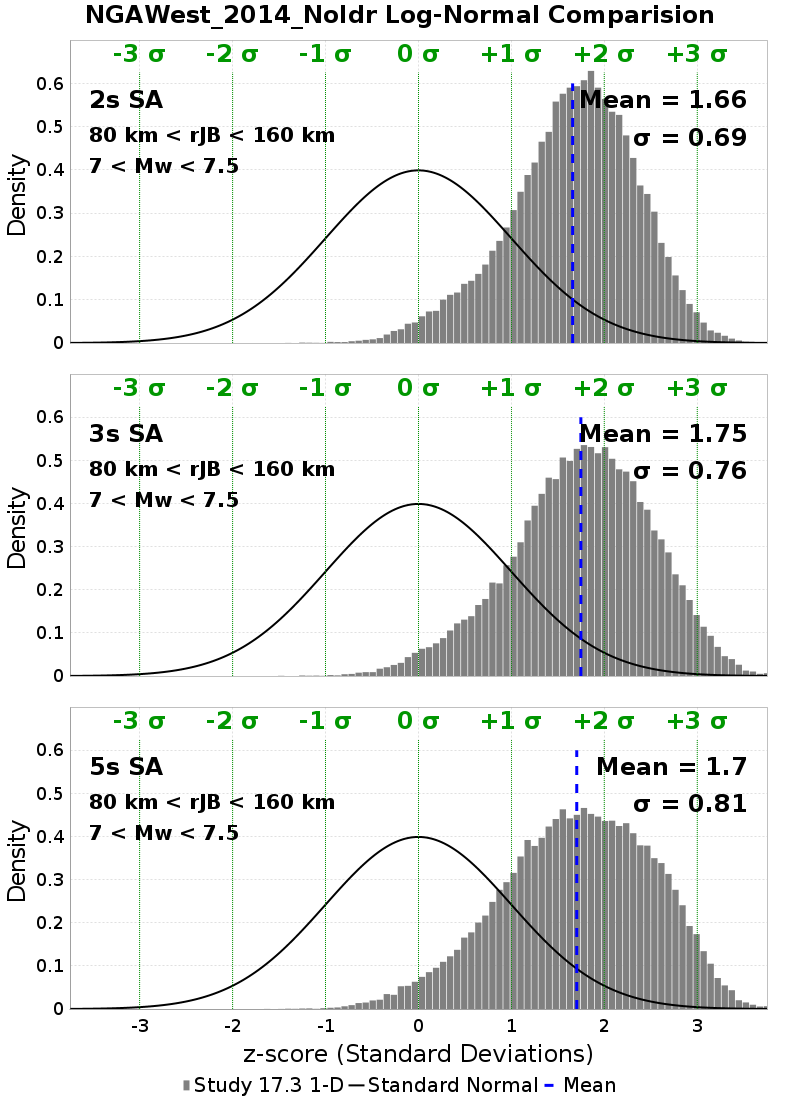 NGAWest_2014_NoIdr Log-Normal Comparision
-3 σ -2 σ -1 σ 0 σ +1 σ +2 σ +3 σ
2s SA
Mean = 1.66
80 km < rJB < 160 km
σ = 0.69
7 < Mw < 7.5
Density
0.6
0.5
0.4
0.3
0.2
0.1
0
-3 σ -2 σ -1 σ 0 σ +1 σ +2 σ +3 σ
3s SA
Mean = 1.75
80 km < rJB < 160 km
σ = 0.76
7 < Mw < 7.5
Density
0.6
0.5
0.4
0.3
0.2
0.1
0
-3 σ -2 σ -1 σ 0 σ +1 σ +2 σ +3 σ
5s SA
Mean = 1.7
80 km < rJB < 160 km
σ = 0.81
7 < Mw < 7.5
Density
0.6
0.5
0.4
0.3
0.2
0.1
0
-3 -2 -1 0 1 2 3
z-score (Standard Deviations)
Study 17.3 1-D Standard Normal Mean